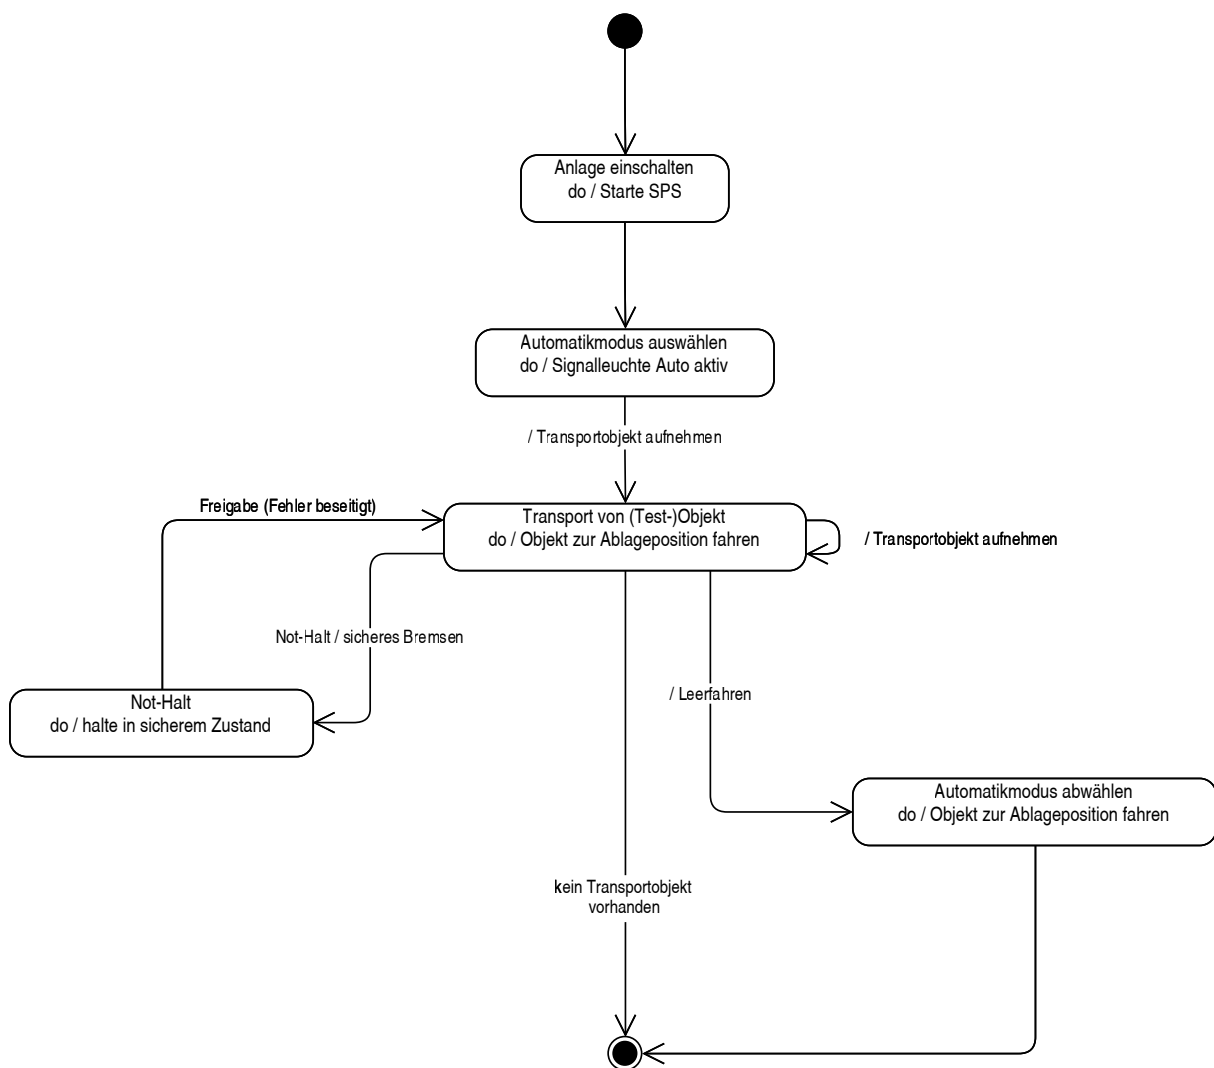 Anlage einschalten
do / Starte SPS
Automatikmodus auswählen
do / Signalleuchte Auto aktiv
/ Transportobjekt aufnehmen
Freigabe (Fehler beseitigt)
Transport von (Test-)Objekt
do / Objekt zur Ablageposition fahren
/ Transportobjekt aufnehmen
Not-Halt / sicheres Bremsen
/ Leerfahren
Not-Halt
do / halte in sicherem Zustand
Automatikmodus abwählen
do / Objekt zur Ablageposition fahren
kein Transportobjekt
vorhanden